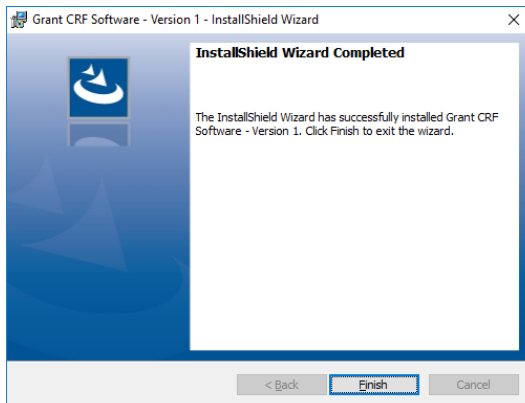 Grant CRF Software - Version 1 - InstallShield Wizard
InstallShield Wizard Completed
The InstallShield Wizard has successfully installed Grant CRF
Software - Version 1. Click Finish to exit the wizard.
< Back
Finish
Cancel